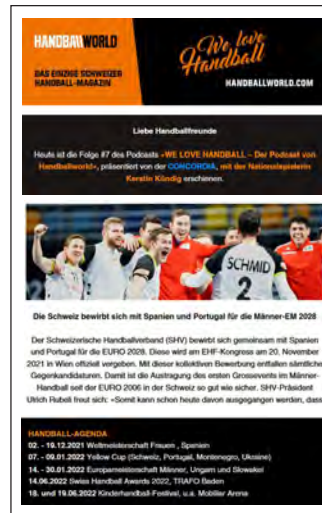 HANDBALLWORLD
We love
Handball
DAS EINZIGE SCHWEIZER
HANDBALL-MAGAZIN
HANDBALLWORLD.COM
Liebe Handballfreunde
Heute ist die Folge #7 des Podcasts «WE LOVE HANDBALL – Der Podcast von
Handballworld», präsentiert von der CONCORDIA, mit der Nationalspielerin
Kerstin Kündig erschienen.
SCHMID
2
Die Schweiz bewirbt sich mit Spanien und Portugal für die Männer-EM 2028
Der Schweizerische Handballverband (SHV) bewirbt sich gemeinsam mit Spanien
und Portugal für die EURO 2028. Diese wird am EHF-Kongress am 20. November
2021 in Wien offiziell vergeben. Mit dieser kollektiven Bewerbung entfallen sämtliche
Gegenkandidaturen. Damit ist die Austragung des ersten Grossevents im Männer-
Handball seit der EURO 2006 in der Schweiz so gut wie sicher. SHV-Präsident
Ulrich Rubeli freut sich: «Somit kann schon heute davon ausgegangen werden, dass
HANDBALL-AGENDA
02. - 19.12.2021 Weltmeisterschaft Frauen , Spanien
07. - 09.01.2022 Yellow Cup (Schweiz, Portugal, Montenegro, Ukraine)
14. - 30.01.2022 Europameisterschaft Männer, Ungarn und Slowakei
14.06.2022 Swiss Handball Awards 2022, TRAFO Baden
18. und 19.06.2022 Kinderhandball-Festival, u.a. Mobiliar Arena